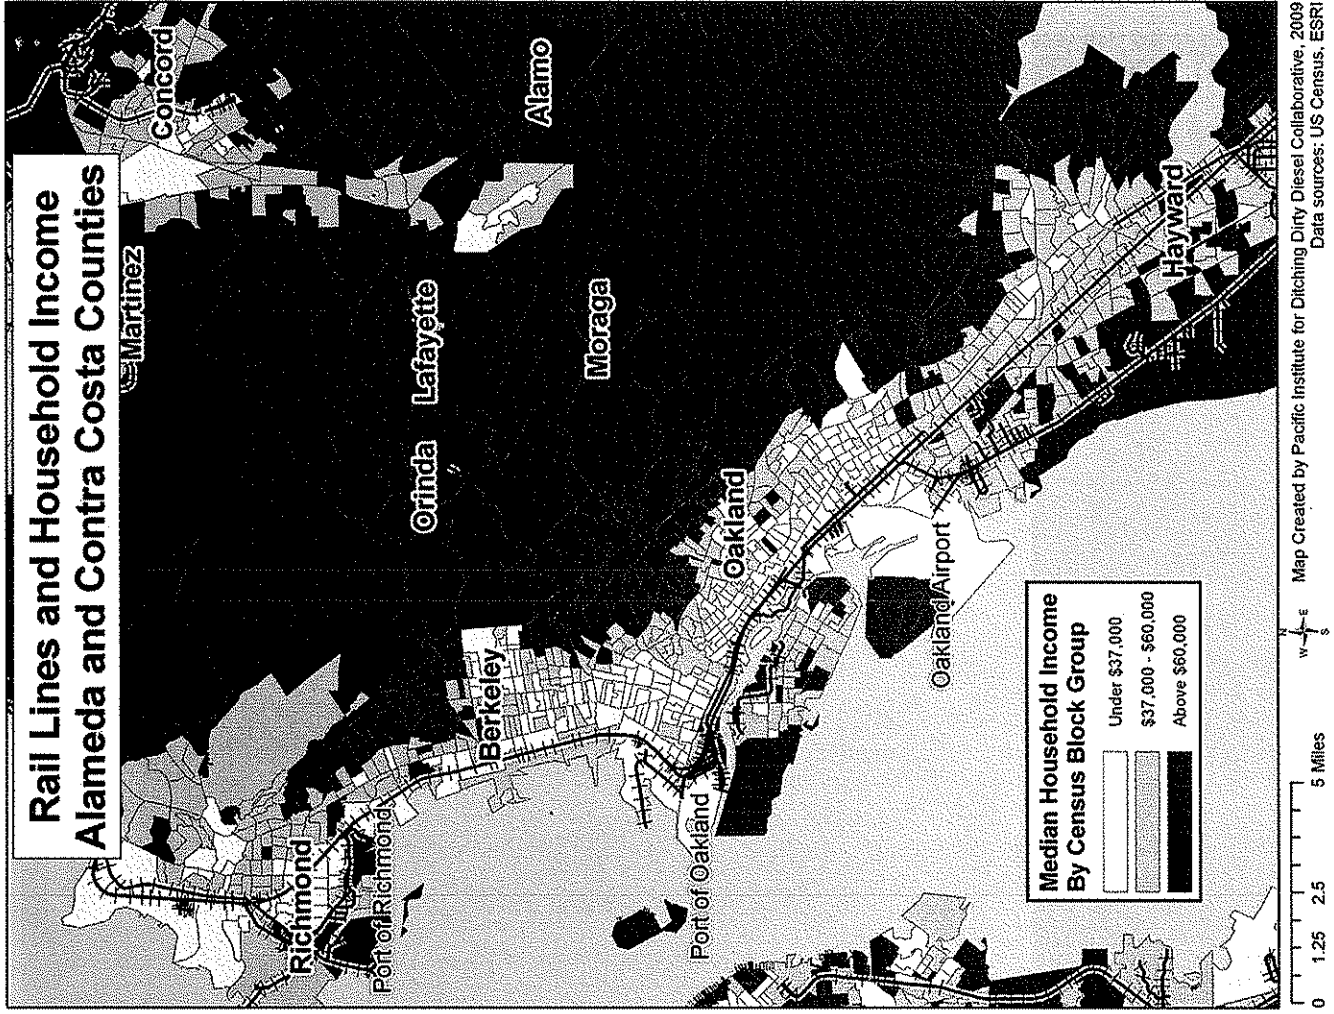 Rail Lines and Household Income
Alameda and Contra Costa Counties
Concord
Martinez
Alamo
Lafayette
Orinda
Moraga
Richmond
Port of Richmond
Berkeley
Oakland
Port of Oakland
Oakland Airport
Hayward
Median Household Income
By Census Block Group
Under $37,000
$37,000 - $60,000
Above $60,000
0 1.25 2.5 5 Miles
N
W E
S
Map Created by Pacific Institute for Ditching Dirty Diesel Collaborative, 2009
Data sources: US Census, ESRI